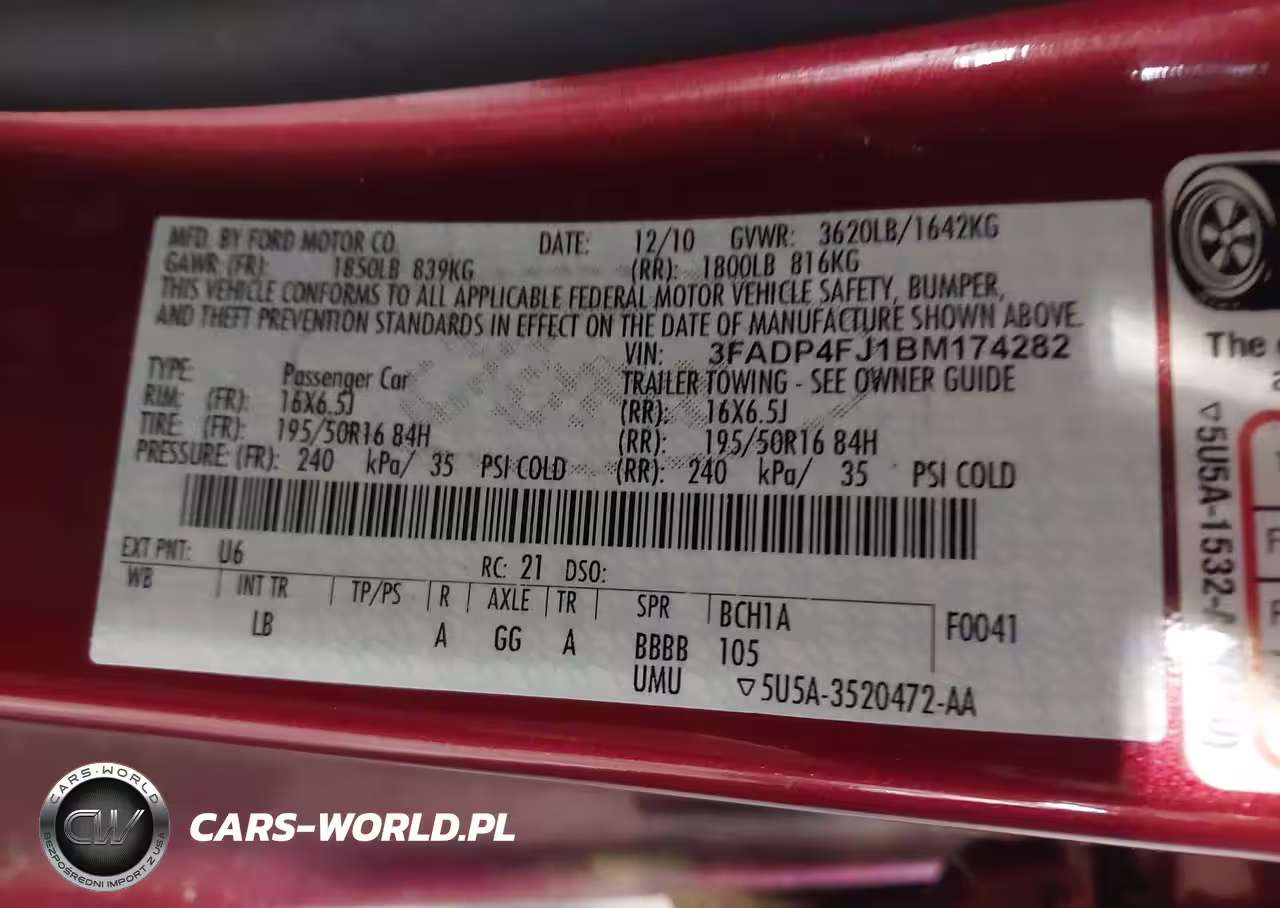 MFD. BY FORD MOTOR CO. DATE: 12/10 GVWR: 3620LB/1642KG
GAWR (FR): 1850LB 839KG (RR): 1800LB 816KG
THIS VEHICLE CONFORMS TO ALL APPLICABLE FEDERAL MOTOR VEHICLE SAFETY, BUMPER,
AND THEFT PREVENTION STANDARDS IN EFFECT ON THE DATE OF MANUFACTURE SHOWN ABOVE.
VIN: 3FADP4FJ1BM174282
TYPE: Passenger Car TRAILER TOWING - SEE OWNER GUIDE
RIM: (FR): 16X6.5J (RR): 16X6.5J
TIRE: (FR): 195/50R16 84H (RR): 195/50R16 84H
PRESSURE: (FR): 240 kPa/ 35 PSI COLD (RR): 240 kPa/ 35 PSI COLD
EXT PNT: U6 RC: 21 DSO:
WB INT TR TP/PS R AXLE TR SPR BCH1A F0041
LB A GG A BBBB 105
UMU ▽5U5A-3520472-AA
The
▽5U5A-1532-
CARS-WORLD
CW
BEZPOŚREDNI IMPORT Z USA
CARS-WORLD.PL